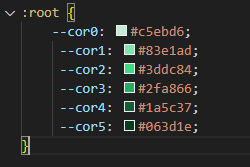 :root {
--cor0: #c5ebd6;
--cor1: #83e1ad;
--cor2: #3ddc84;
--cor3: #2fa866;
--cor4: #1a5c37;
--cor5: #063d1e;
}